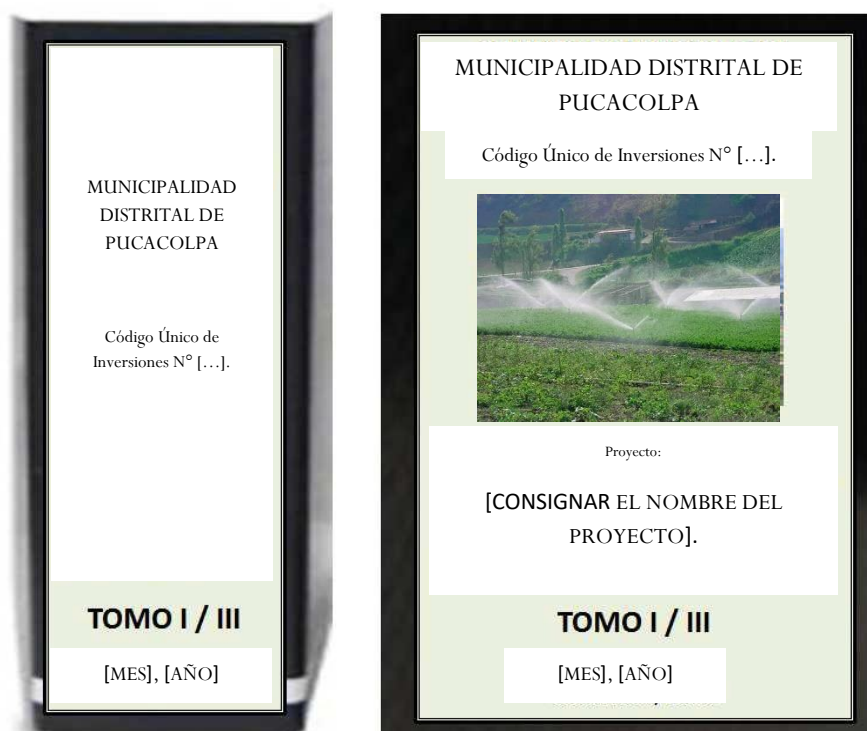 MUNICIPALIDAD
DISTRITAL DE
PUCACOLPA
Código Único de
Inversiones N° [...].
TOMO I / III
[MES], [AÑO]
MUNICIPALIDAD DISTRITAL DE
PUCACOLPA
Código Único de Inversiones N° [...].
Proyecto:
[CONSIGNAR EL NOMBRE DEL
PROYECTO].
TOMO I / III
[MES], [AÑO]